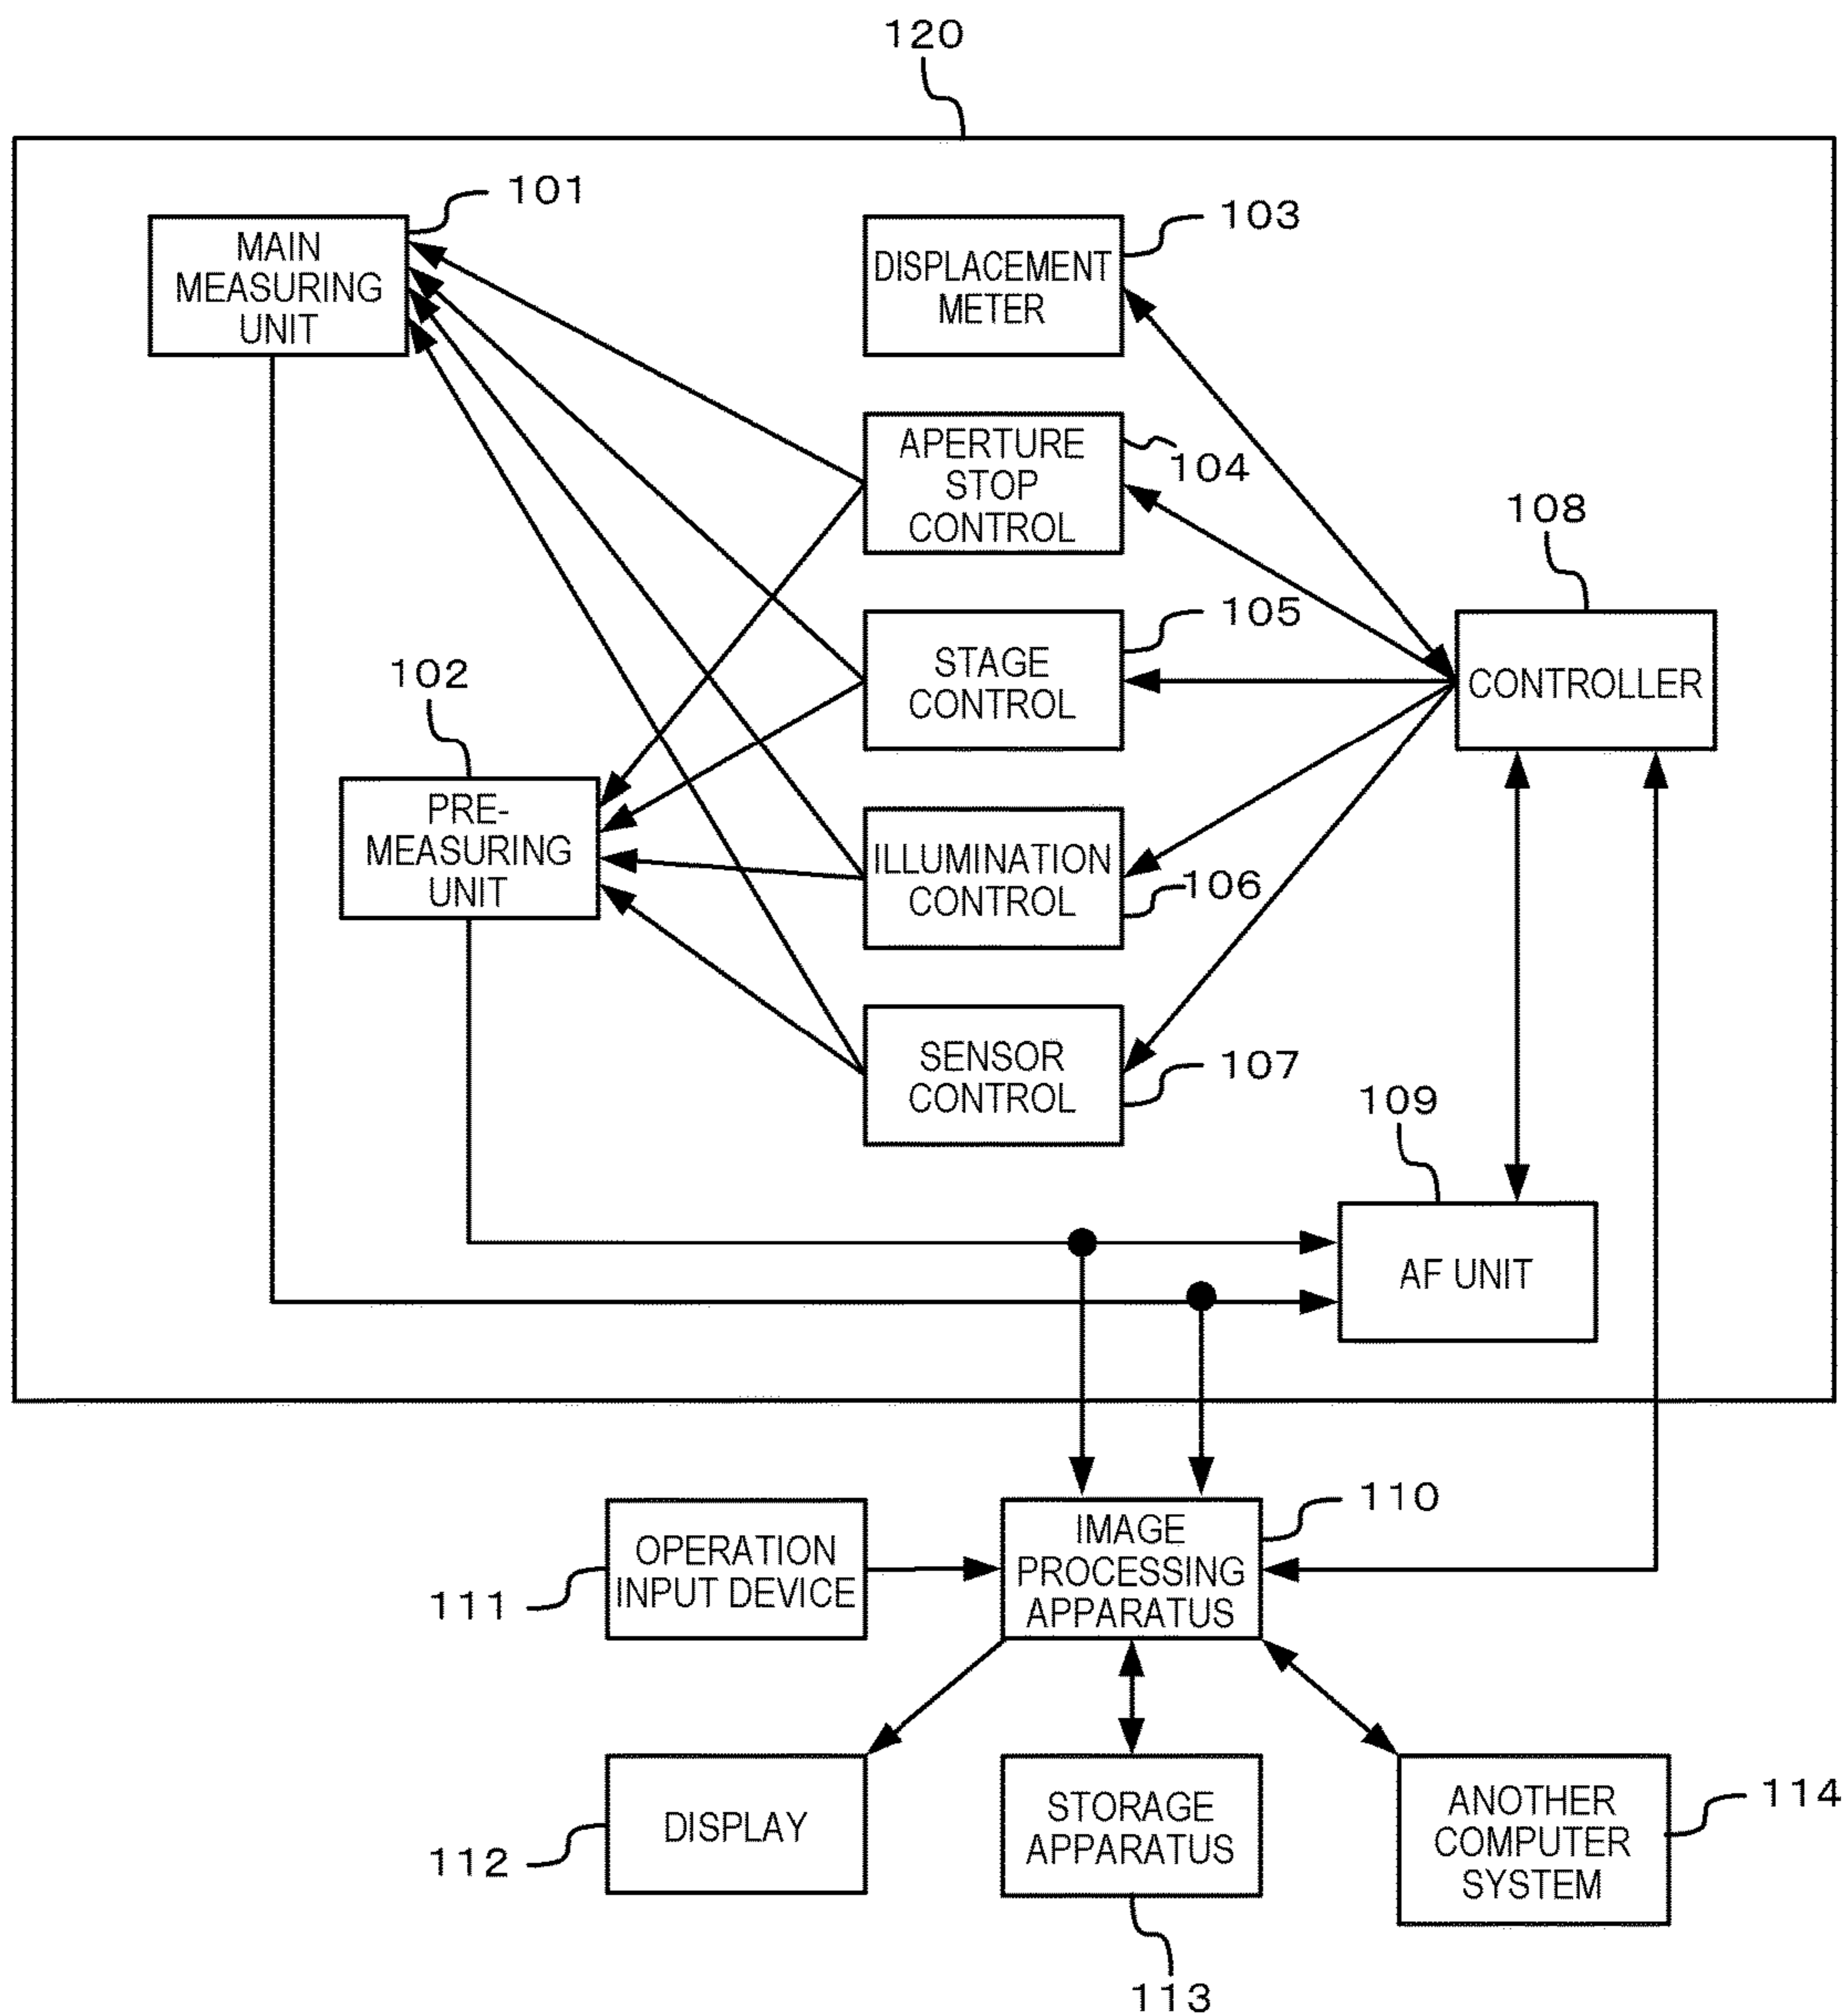 120
101
MAIN
MEASURING
UNIT
103
DISPLACEMENT
METER
APERTURE
STOP
CONTROL
104
108
CONTROLLER
105
STAGE
CONTROL
102
PRE-
MEASURING
UNIT
ILLUMINATION
CONTROL
106
SENSOR
CONTROL
107
109
AF UNIT
110
IMAGE
PROCESSING
APPARATUS
OPERATION
INPUT DEVICE
111
DISPLAY
112
STORAGE
APPARATUS
113
ANOTHER
COMPUTER
SYSTEM
114